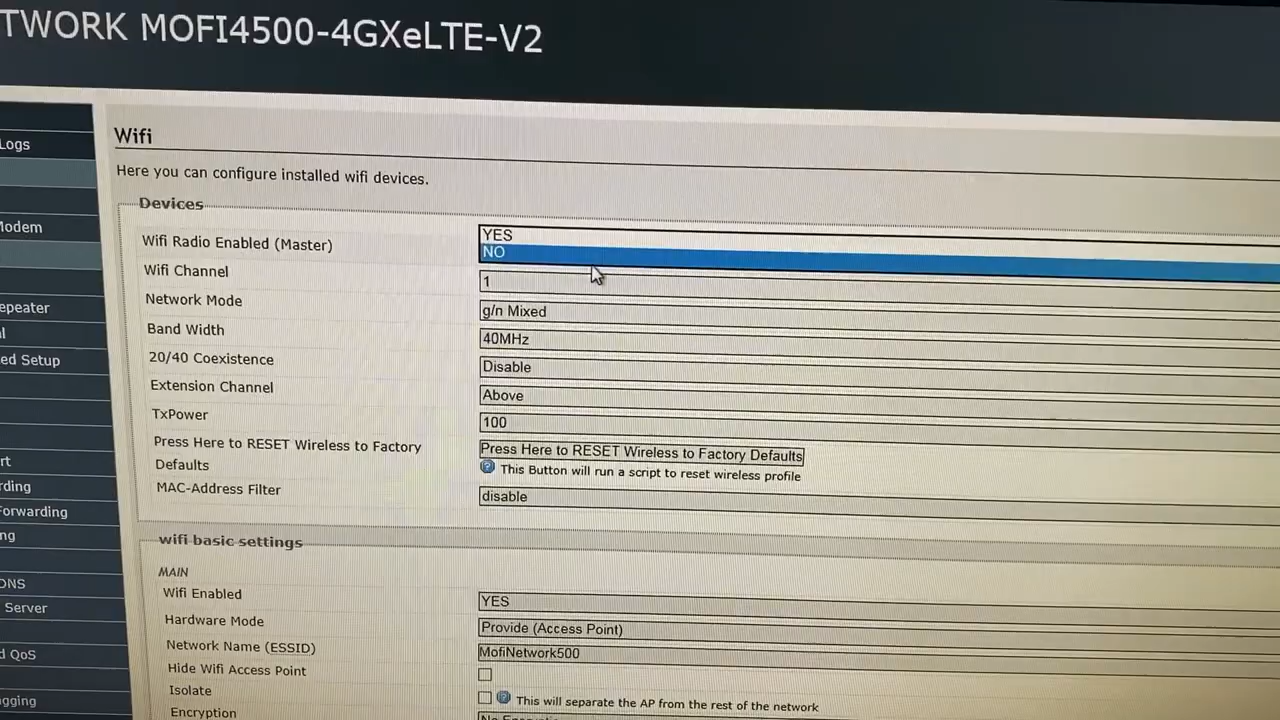 TWORK MOFI4500-4GXeLTE-V2
Logs
Modem
epeater
ed Setup
rt
rding
Forwarding
ng
DNS
Server
d QoS
gging
Wifi
Here you can configure installed wifi devices.
Devices
Wifi Radio Enabled (Master)
YES
NO
Wifi Channel
1
Network Mode
g/n Mixed
Band Width
40MHz
20/40 Coexistence
Disable
Extension Channel
Above
TxPower
100
Press Here to RESET Wireless to Factory
Defaults
Press Here to RESET Wireless to Factory Defaults
This Button will run a script to reset wireless profile
MAC-Address Filter
disable
wifi basic settings
MAIN
Wifi Enabled
YES
Hardware Mode
Provide (Access Point)
Network Name (ESSID)
MofiNetwork500
Hide Wifi Access Point
Isolate
This will separate the AP from the rest of the network
Encryption